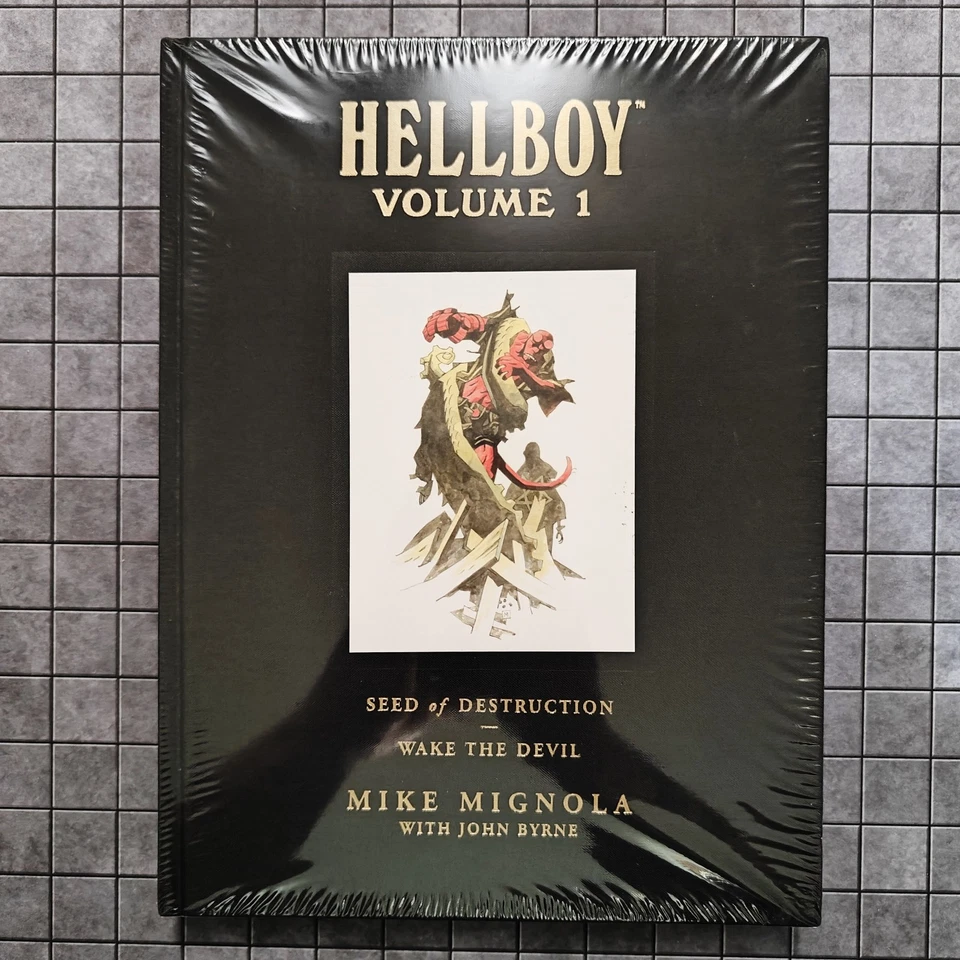 HELLBOY™
VOLUME 1
SEED of DESTRUCTION
—
WAKE THE DEVIL
MIKE MIGNOLA
WITH JOHN BYRNE